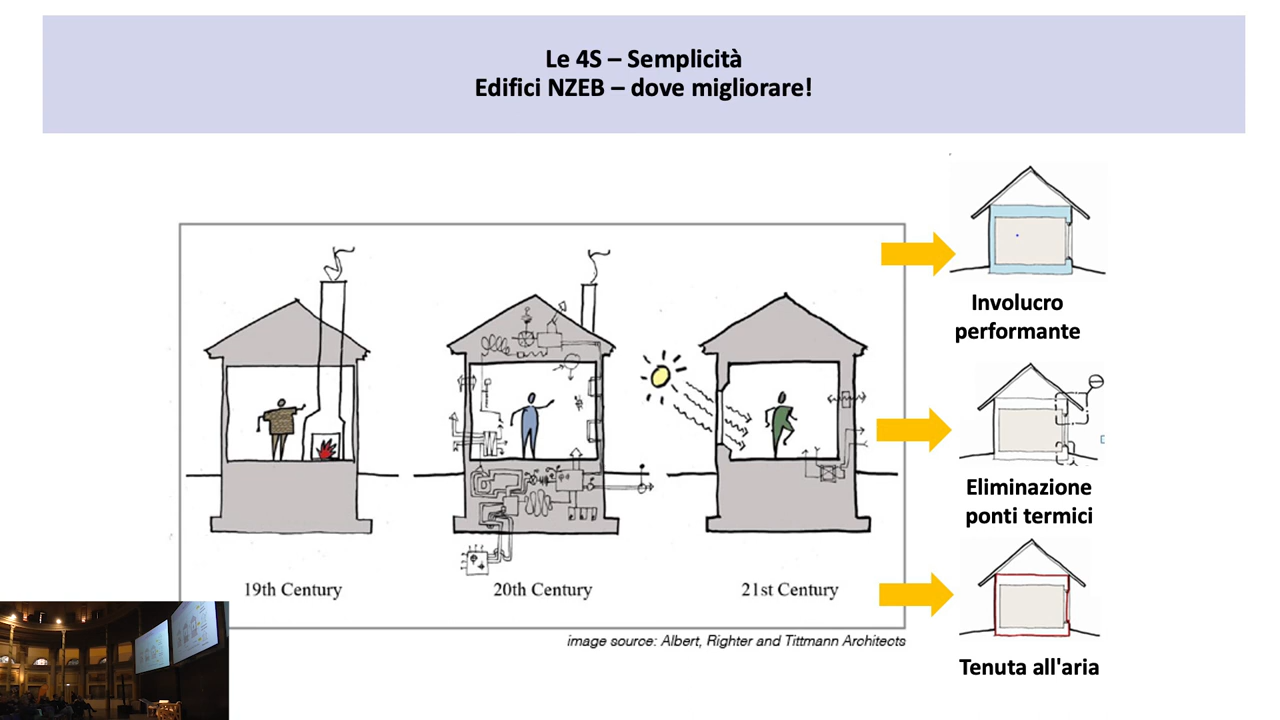 Le 4S – Semplicità
Edifici NZEB – dove migliorare!
Involucro
performante
Eliminazione
ponti termici
19th Century
20th Century
21st Century
image source: Albert, Righter and Tittmann Architects
Tenuta all'aria